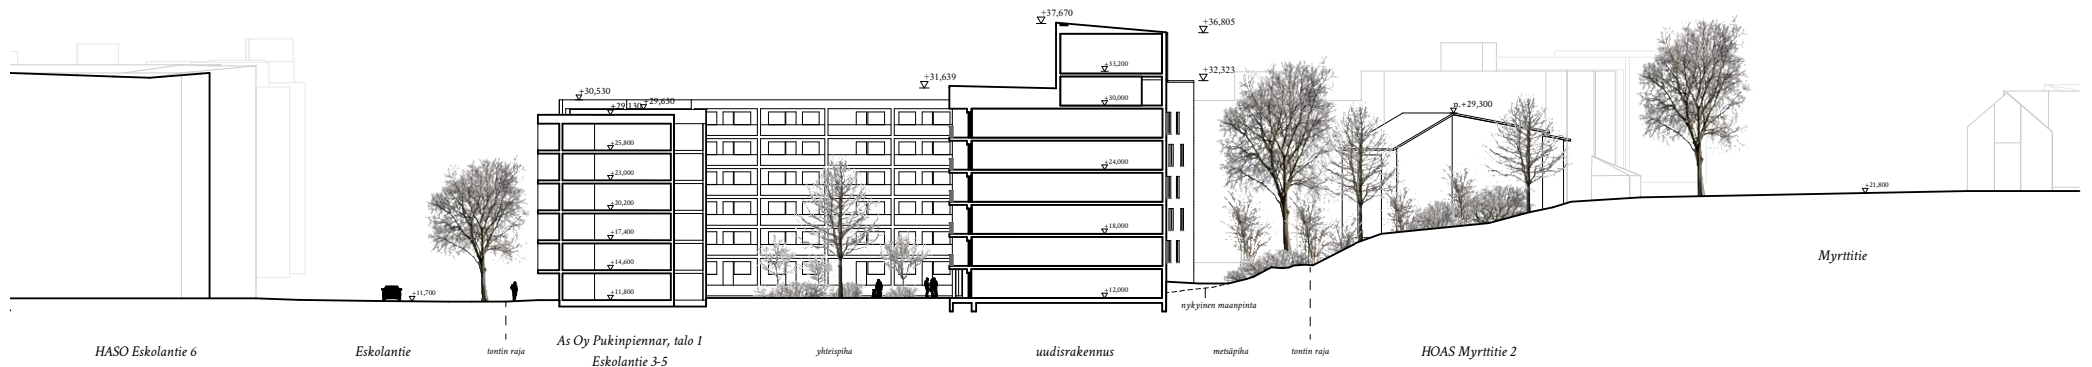 +37,670
+36,805
+33,200
+32,323
+31,639
+30,000
+30,530
+29,130
+29,630
n.+29,300
+25,800
+24,000
+23,000
+20,200
+21,800
+17,400
+18,000
+14,600
+11,700
+11,800
+12,000
nykyinen maanpinta
Myrttitie
HASO Eskolantie 6
Eskolantie
tontin raja
As Oy Pukinpiennar, talo 1
Eskolantie 3-5
yhteispiha
uudisrakennus
metsäpiha
tontin raja
HOAS Myrttitie 2